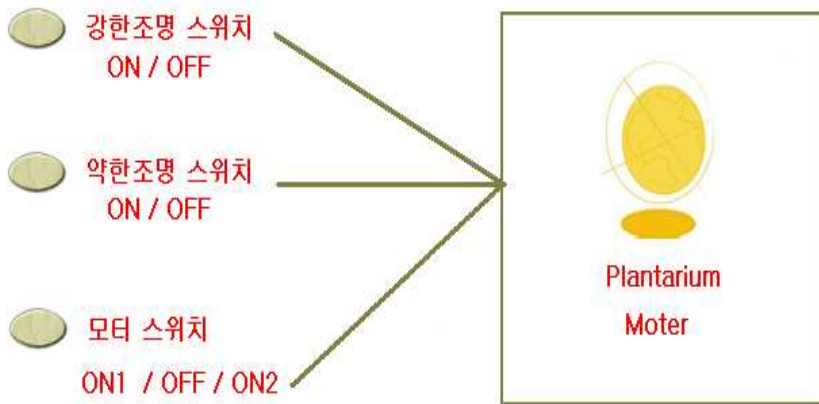 강한조명 스위치
ON / OFF
약한조명 스위치
ON / OFF
모터 스위치
ON1 / OFF / ON2
Plantarium
Moter